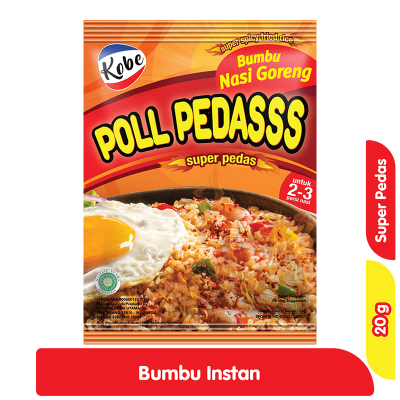 Kobe
super spicy fried rice
Bumbu
Nasi Goreng
POLL PEDASSS
super pedas
untuk
2-3
porsi nasi
Super Pedas
20 g
Bumbu Instan